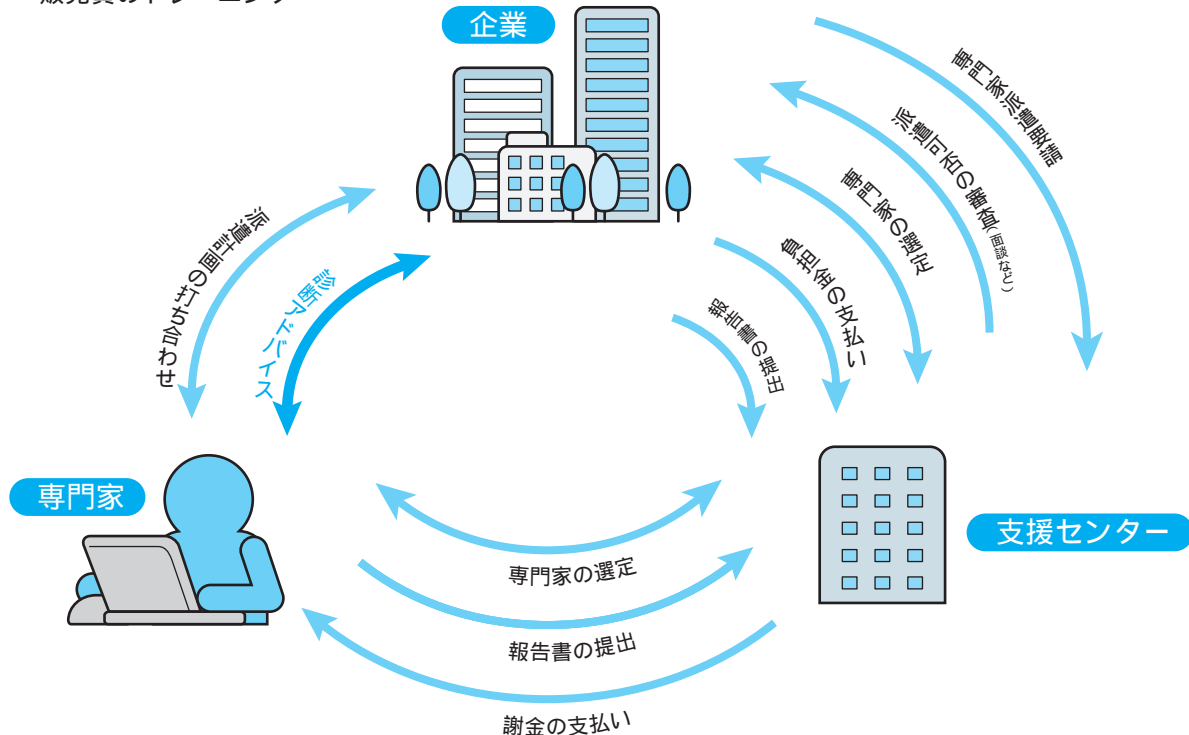 企業
専門家派遣要請
派遣可否の審査(面談など)
専門家の選定
負担金の支払い
報告書の提出
派遣計画の打ち合わせ
診断アドバイス
専門家
支援センター
専門家の選定
報告書の提出
謝金の支払い